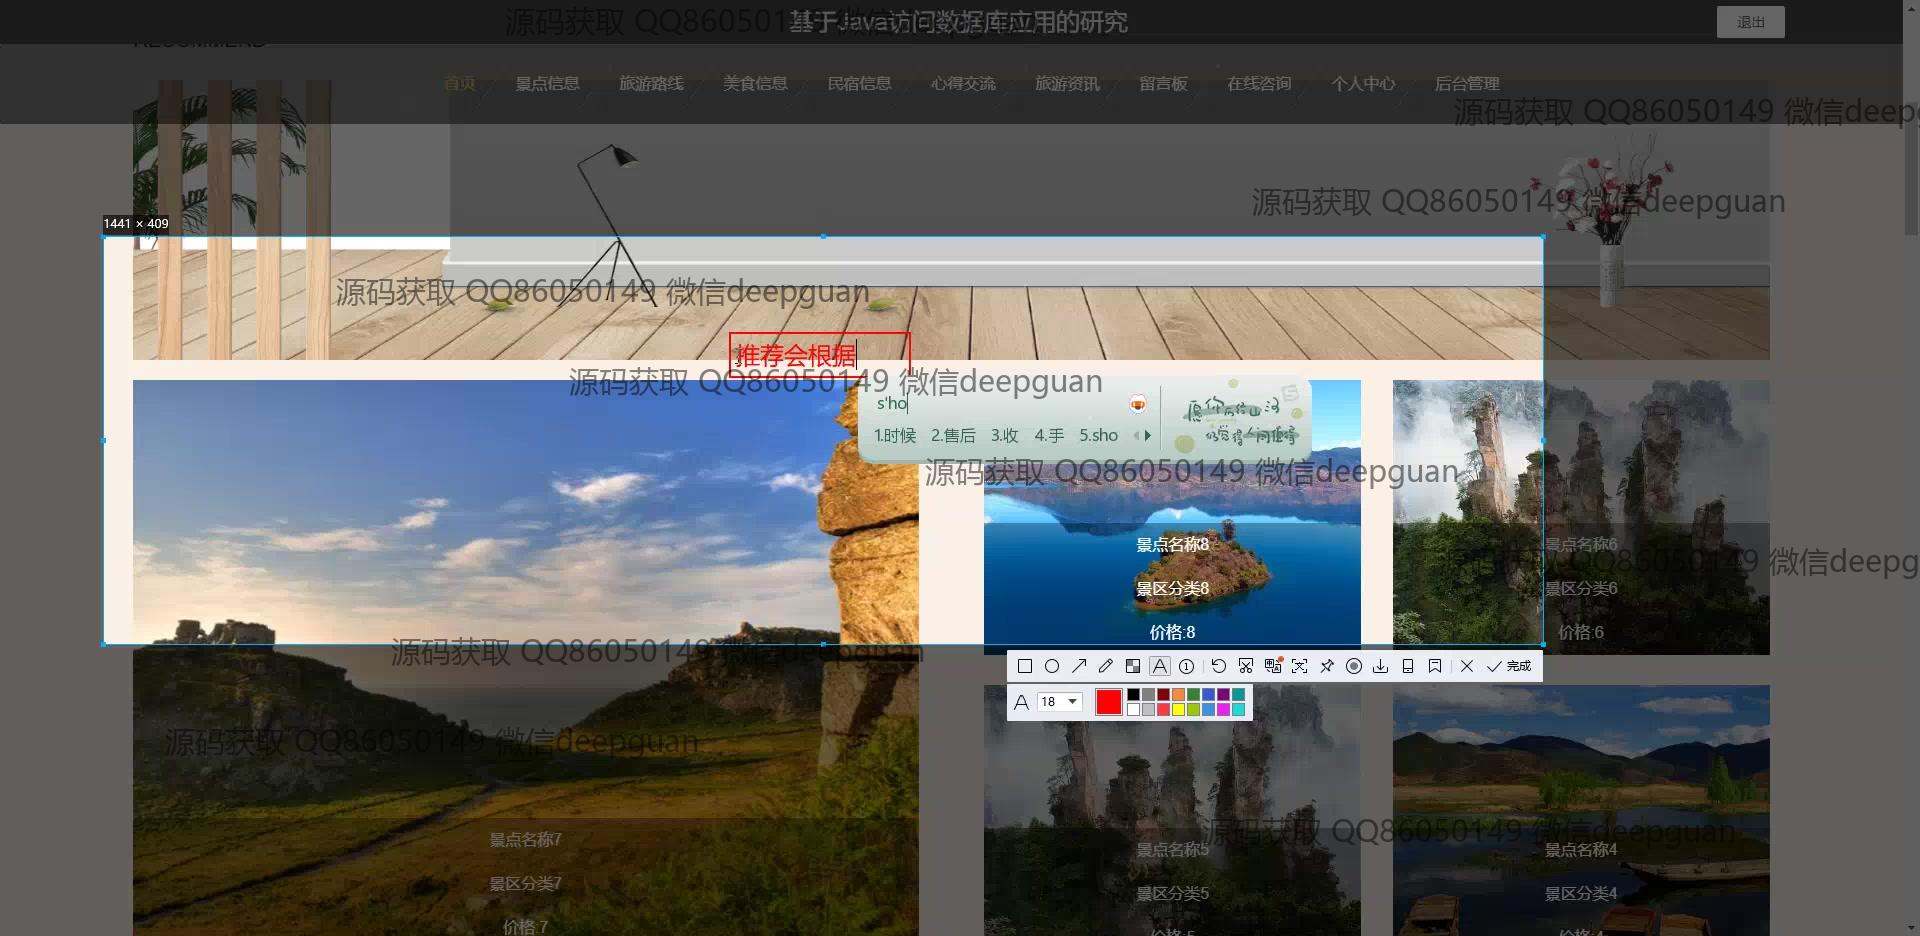 源码获取 QQ86050149 微信deepguan
基于Java访问数据库应用的研究
退出
RECOMMEND
首页 景点信息 旅游路线 美食信息 民宿信息 心得交流 旅游资讯 留言板 在线咨询 个人中心 后台管理
源码获取 QQ86050149 微信deepg
源码获取 QQ86050149 微信deepguan
1441 × 409
源码获取 QQ86050149 微信deepguan
推荐会根据
源码获取 QQ86050149 微信deepguan
s'ho
1.时候 2.售后 3.收 4.手 5.sho
源码获取 QQ86050149 微信deepguan
景点名称8
景区分类8
价格:8
景点名称6
景区分类6
价格:6
源码获取 QQ86050149 微信deepg
源码获取 QQ86050149 微信deepguan
完成
A 18
源码获取 QQ86050149 微信deepguan
源码获取 QQ86050149 微信deepguan
景点名称7
景区分类7
价格:7
景点名称5
景区分类5
价格:5
景点名称4
景区分类4
价格:4